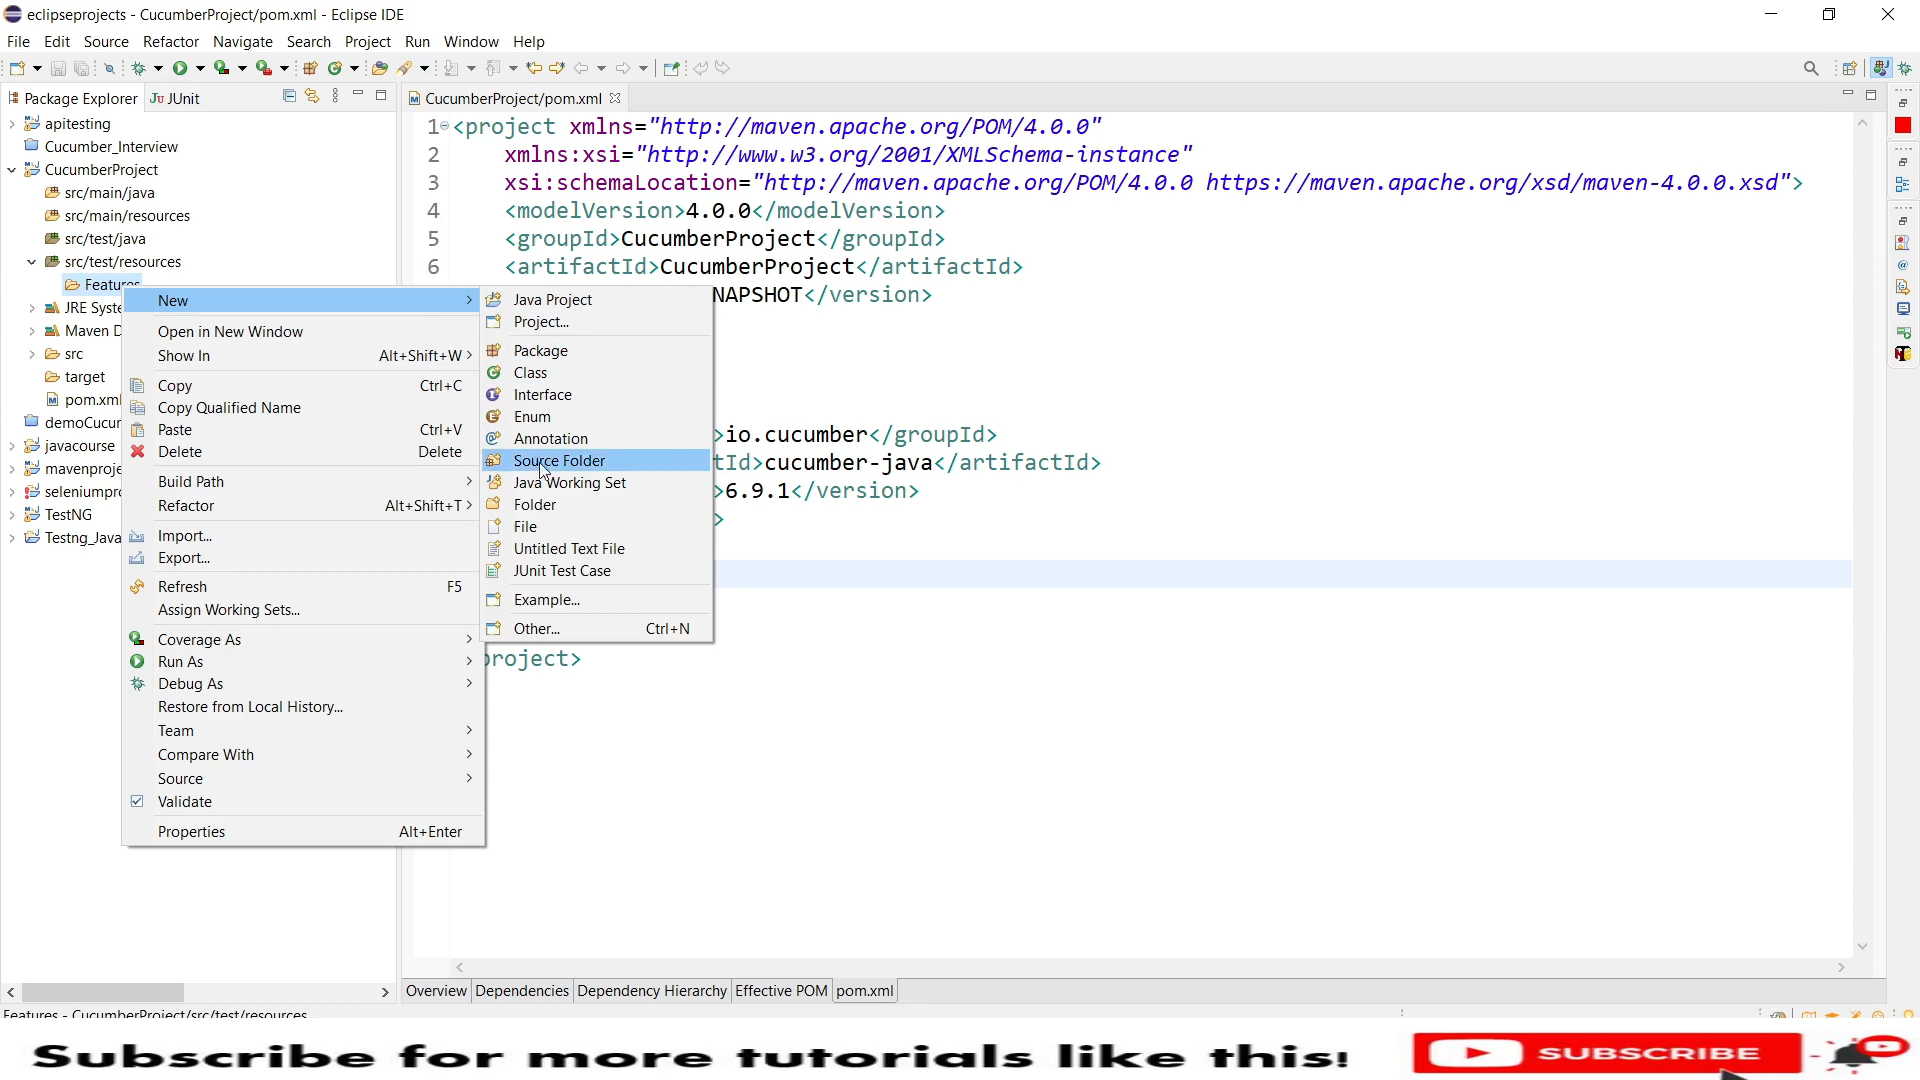 eclipseprojects - CucumberProject/pom.xml - Eclipse IDE
File Edit Source Refactor Navigate Search Project Run Window Help
Package Explorer
JUnit
apitesting
Cucumber_Interview
CucumberProject
src/main/java
src/main/resources
src/test/java
src/test/resources
Features
JRE Syste
Maven D
src
target
pom.xml
demoCucur
javacourse
mavenproje
seleniumpro
TestNG
Testng_Java
New
Open in New Window
Show In Alt+Shift+W
Copy Ctrl+C
Copy Qualified Name
Paste Ctrl+V
Delete Delete
Build Path
Refactor Alt+Shift+T
Import...
Export...
Refresh F5
Assign Working Sets...
Coverage As
Run As
Debug As
Restore from Local History...
Team
Compare With
Source
Validate
Properties Alt+Enter
Java Project
Project...
Package
Class
Interface
Enum
Annotation
Source Folder
Java Working Set
Folder
File
Untitled Text File
JUnit Test Case
Example...
Other... Ctrl+N
CucumberProject/pom.xml
1 <project xmlns="http://maven.apache.org/POM/4.0.0"
2 xmlns:xsi="http://www.w3.org/2001/XMLSchema-instance"
3 xsi:schemaLocation="http://maven.apache.org/POM/4.0.0 https://maven.apache.org/xsd/maven-4.0.0.xsd">
4 <modelVersion>4.0.0</modelVersion>
5 <groupId>CucumberProject</groupId>
6 <artifactId>CucumberProject</artifactId>
NAPSHOT</version>
>io.cucumber</groupId>
tId>cucumber-java</artifactId>
>6.9.1</version>
>
project>
Overview Dependencies Dependency Hierarchy Effective POM pom.xml
Features - CucumberProject/src/test/resources
Subscribe for more tutorials like this!
SUBSCRIBE